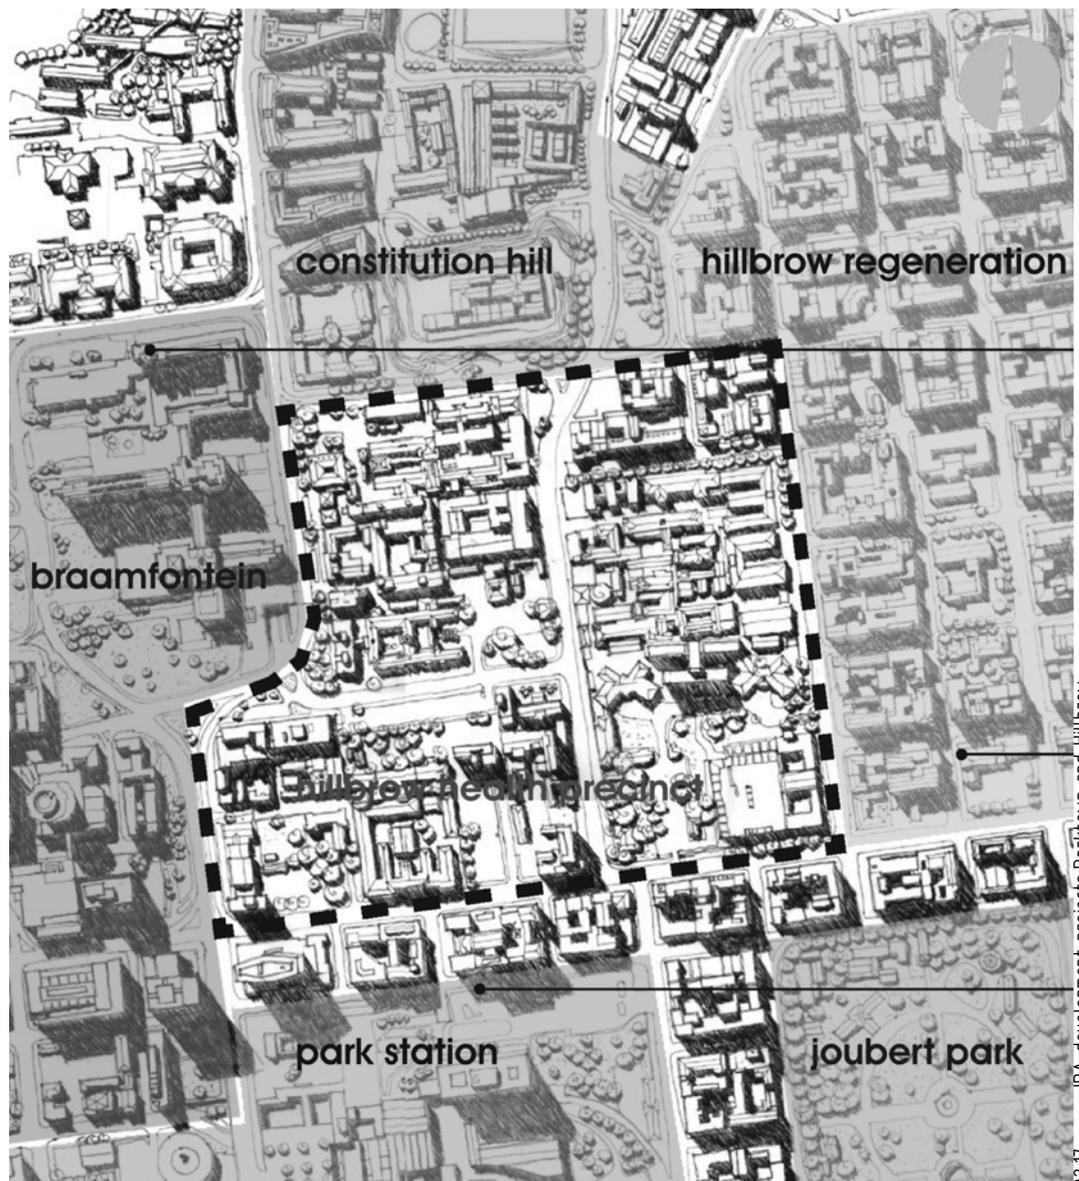 constitution hill
hillbrow regeneration
braamfontein
hillbrow health precinct
park station
joubert park